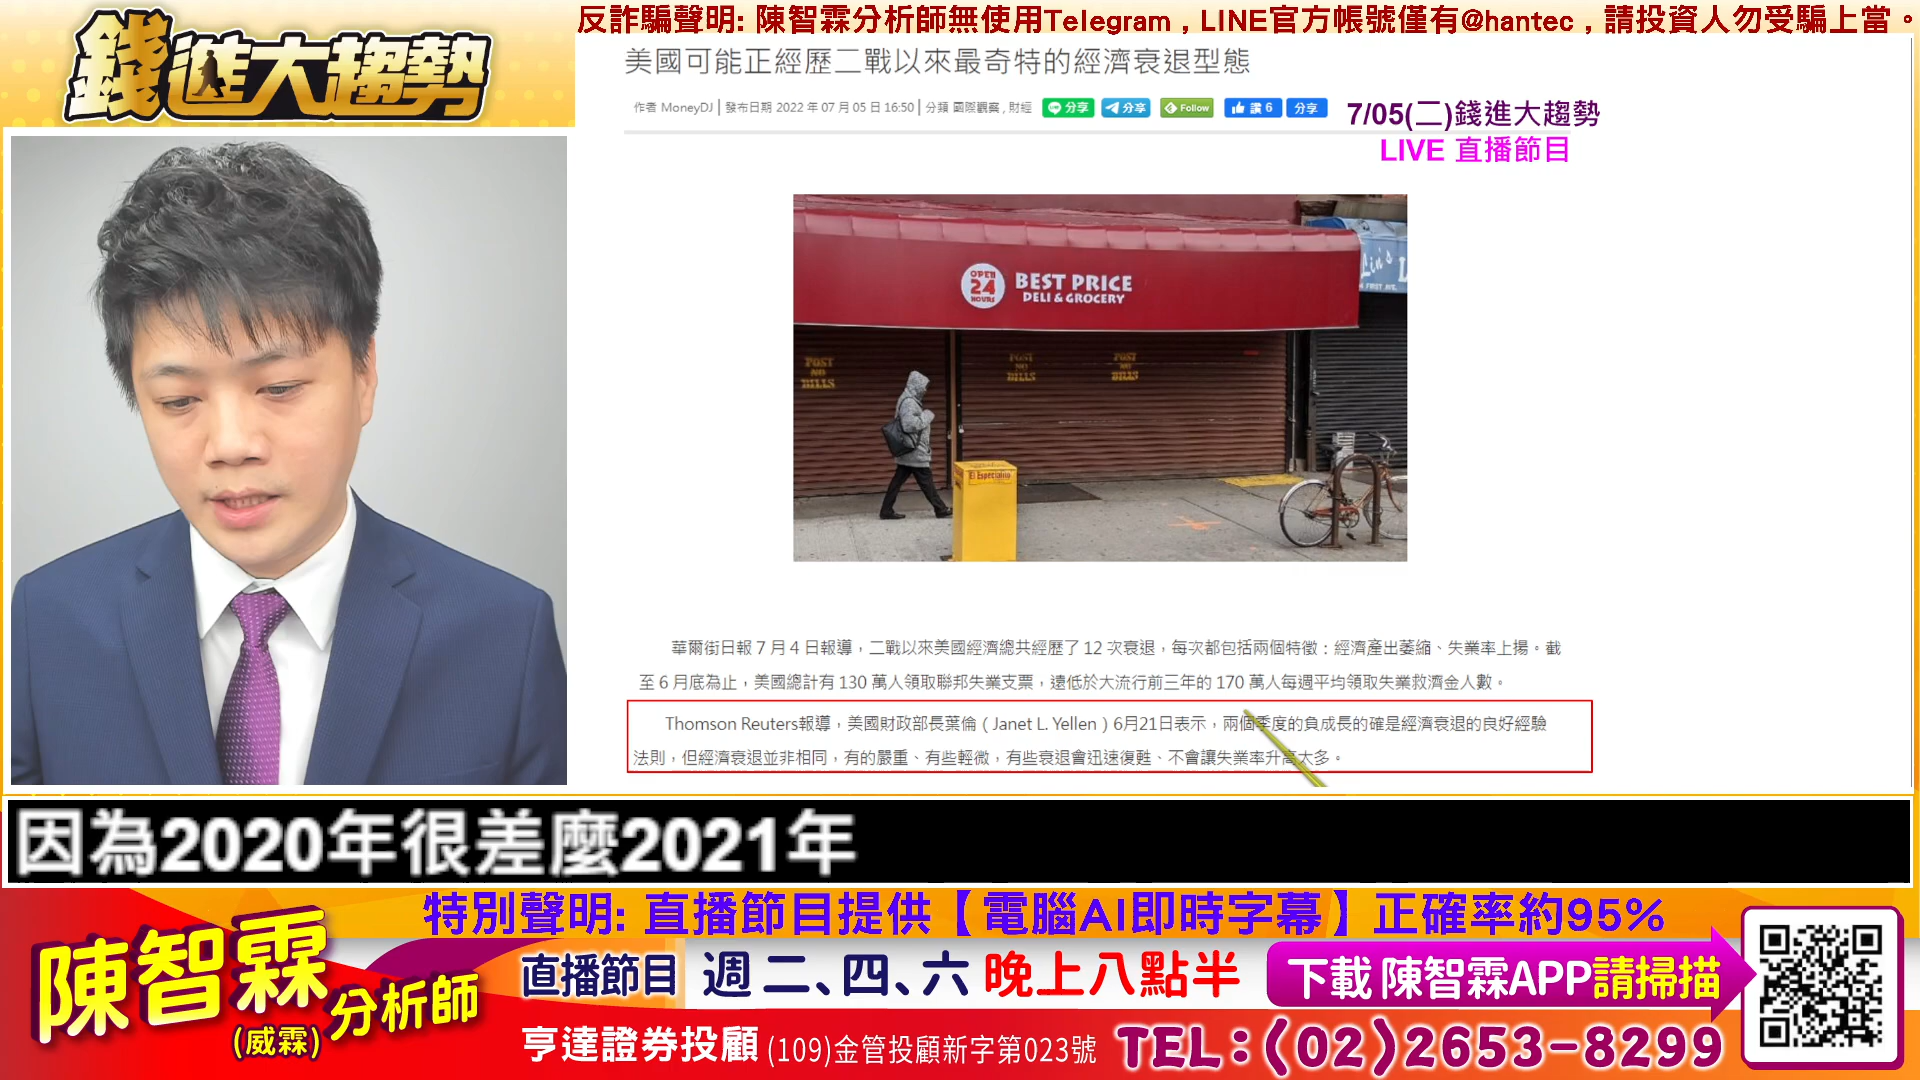 錢進大趨勢
反詐騙聲明: 陳智霖分析師無使用Telegram , LINE官方帳號僅有@hantec , 請投資人勿受騙上當。
美國可能正經歷二戰以來最奇特的經濟衰退型態
作者 MoneyDJ | 發布日期 2022 年 07 月 05 日 16:50 | 分類 國際觀察 , 財經 分享 分享 Follow 讚 6 分享
7/05(二)錢進大趨勢
LIVE 直播節目
OPEN 24 HOURS
BEST PRICE
DELI & GROCERY
Lin's
POST NO BILLS
POST NO BILLS
POST NO BILLS
El Especialito
華爾街日報 7 月 4 日報導，二戰以來美國經濟總共經歷了 12 次衰退，每次都包括兩個特徵：經濟產出萎縮、失業率上揚。截
至 6 月底為止，美國總計有 130 萬人領取聯邦失業支票，遠低於大流行前三年的 170 萬人每週平均領取失業救濟金人數。
Thomson Reuters報導，美國財政部長葉倫（Janet L. Yellen）6月21日表示，兩個季度的負成長的確是經濟衰退的良好經驗
法則，但經濟衰退並非相同，有的嚴重、有些輕微，有些衰退會迅速復甦、不會讓失業率升高太多。
因為2020年很差麼2021年
特別聲明: 直播節目提供【電腦AI即時字幕】正確率約95%
陳智霖分析師
(威霖)
直播節目 週二、四、六 晚上八點半
下載 陳智霖APP請掃描
亨達證券投顧 (109)金管投顧新字第023號 TEL:(02)2653-8299